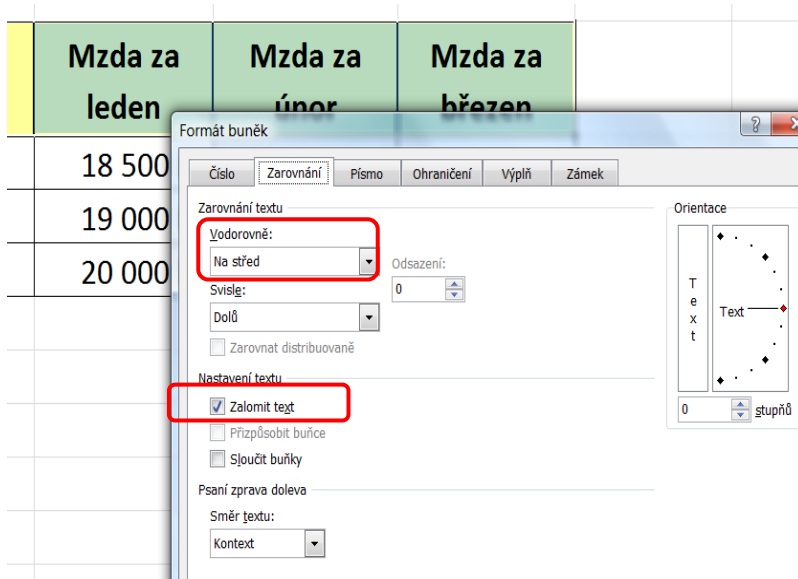 Mzda za Mzda za Mzda za
leden únor březen
Formát buněk
18 500
19 000
20 000
Číslo Zarovnání Písmo Ohraničení Výplň Zámek
Zarovnání textu
Vodorovně:
Na střed
Odsazení:
0
Svisle:
Dolů
Zarovnat distribuovaně
Nastavení textu
Zalomit text
Přizpůsobit buňce
Sloučit buňky
Psaní zprava doleva
Směr textu:
Kontext
Orientace
T
e
x
t
Text
0 stupňů